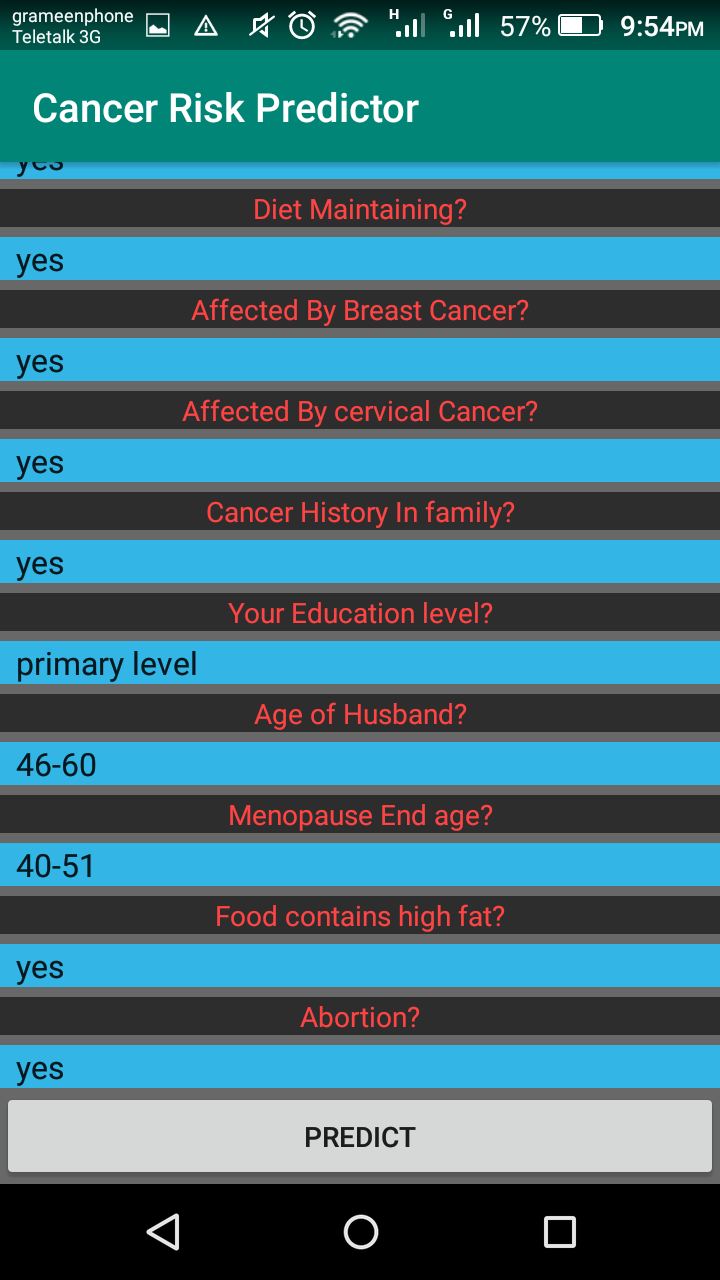 grameenphone
Teletalk 3G
H G 57% 9:54PM
Cancer Risk Predictor
yes
Diet Maintaining?
yes
Affected By Breast Cancer?
yes
Affected By cervical Cancer?
yes
Cancer History In family?
yes
Your Education level?
primary level
Age of Husband?
46-60
Menopause End age?
40-51
Food contains high fat?
yes
Abortion?
yes
PREDICT